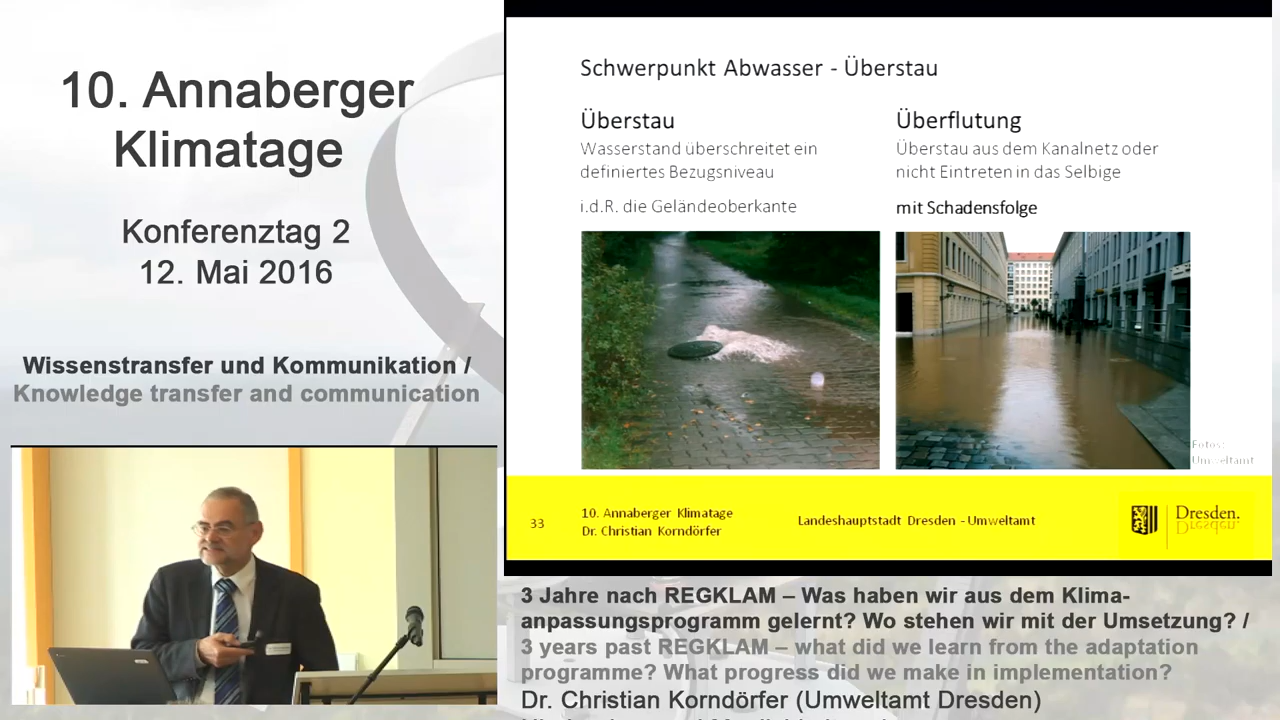 10. Annaberger
Klimatage
Konferenztag 2
12. Mai 2016
Wissenstransfer und Kommunikation /
Knowledge transfer and communication
Schwerpunkt Abwasser - Überstau
Überstau
Wasserstand überschreitet ein
definiertes Bezugsniveau
i.d.R. die Geländeoberkante
Überflutung
Überstau aus dem Kanalnetz oder
nicht Eintreten in das Selbige
mit Schadensfolge
Fotos:
Umweltamt
33
10. Annaberger Klimatage
Dr. Christian Korndörfer
Landeshauptstadt Dresden - Umweltamt
Dresden.
Dresden.
3 Jahre nach REGKLAM – Was haben wir aus dem Klima-
anpassungsprogramm gelernt? Wo stehen wir mit der Umsetzung? /
3 years past REGKLAM – what did we learn from the adaptation
programme? What progress did we make in implementation?
Dr. Christian Korndörfer (Umweltamt Dresden)